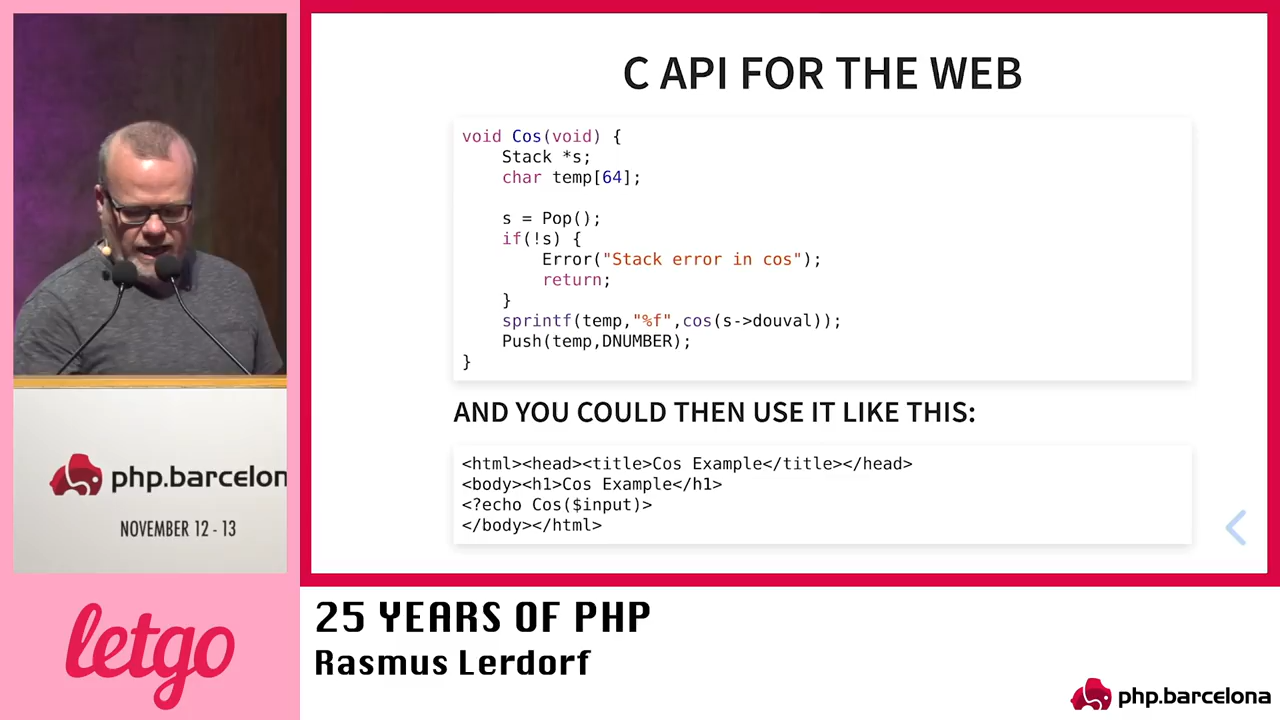 C API FOR THE WEB
void Cos(void) {
    Stack *s;
    char temp[64];

    s = Pop();
    if(!s) {
        Error("Stack error in cos");
        return;
    }
    sprintf(temp,"%f",cos(s->douval));
    Push(temp,DNUMBER);
}
AND YOU COULD THEN USE IT LIKE THIS:
<html><head><title>Cos Example</title></head>
<body><h1>Cos Example</h1>
<?echo Cos($input)>
</body></html>
php.barcelona
NOVEMBER 12 - 13
letgo
25 YEARS OF PHP
Rasmus Lerdorf
php.barcelona